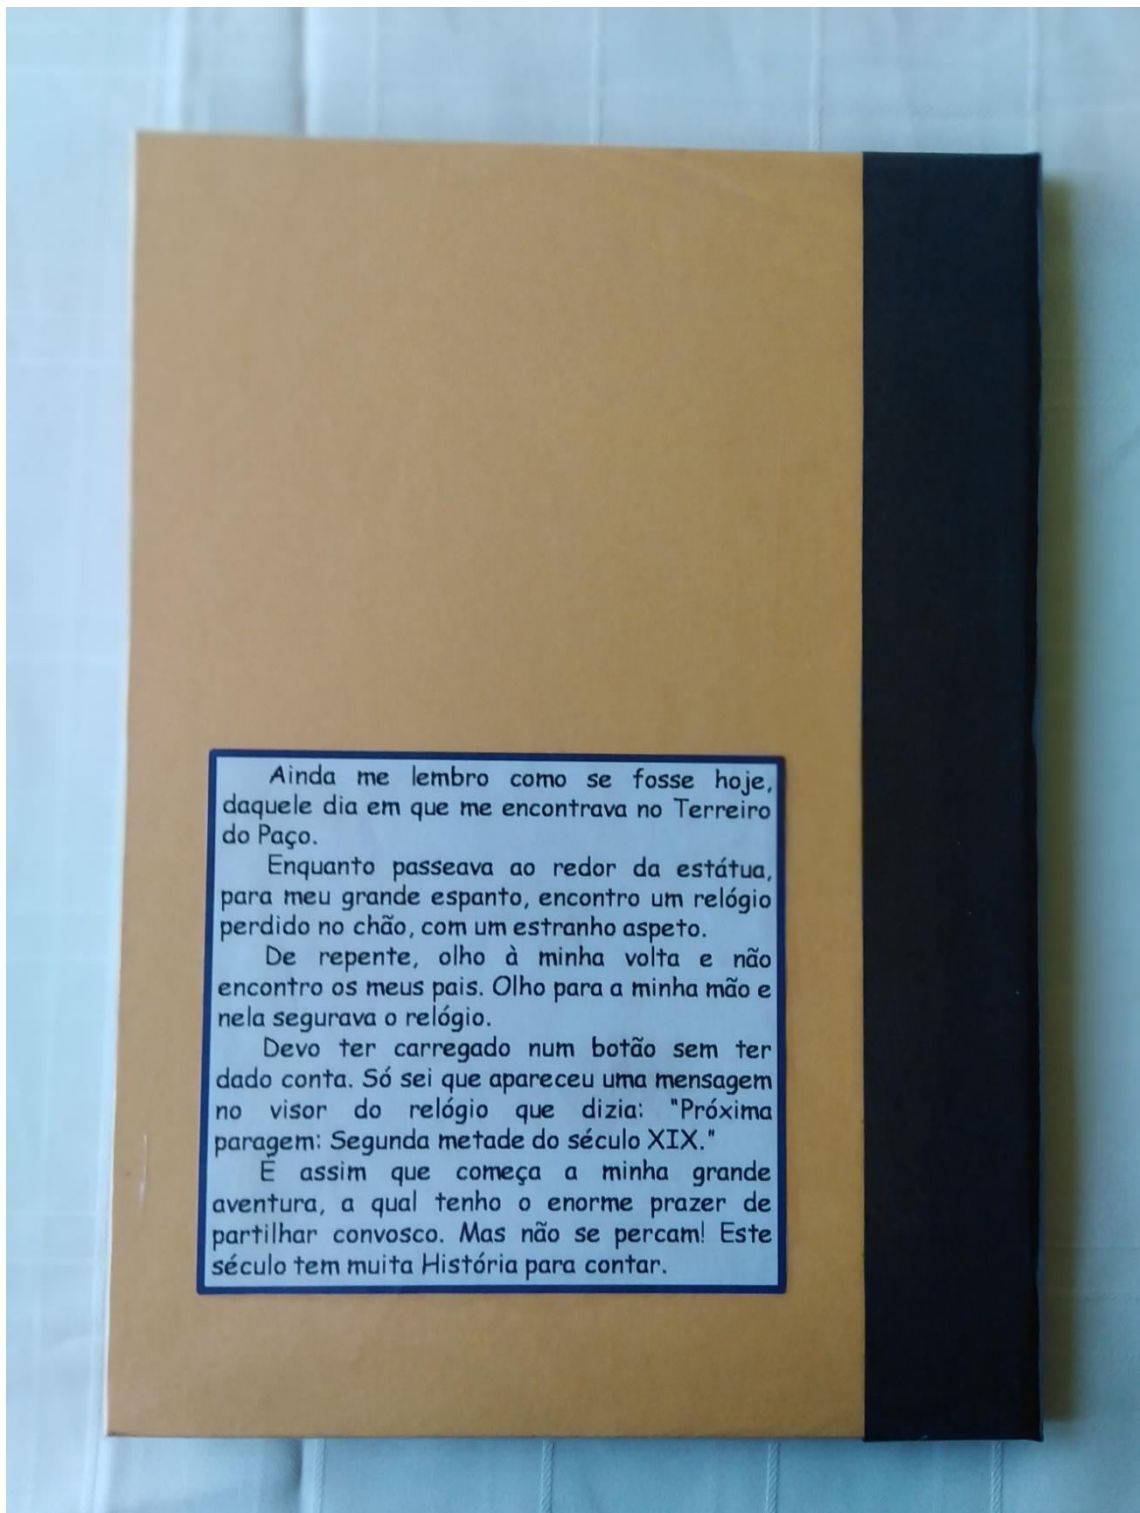 Ainda me lembro como se fosse hoje,
daquele dia em que me encontrava no Terreiro
do Paço.
Enquanto passeava ao redor da estátua,
para meu grande espanto, encontro um relógio
perdido no chão, com um estranho aspeto.
De repente, olho à minha volta e não
encontro os meus pais. Olho para a minha mão e
nela segurava o relógio.
Devo ter carregado num botão sem ter
dado conta. Só sei que apareceu uma mensagem
no visor do relógio que dizia: "Próxima
paragem: Segunda metade do século XIX."
É assim que começa a minha grande
aventura, a qual tenho o enorme prazer de
partilhar convosco. Mas não se percam! Este
século tem muita História para contar.